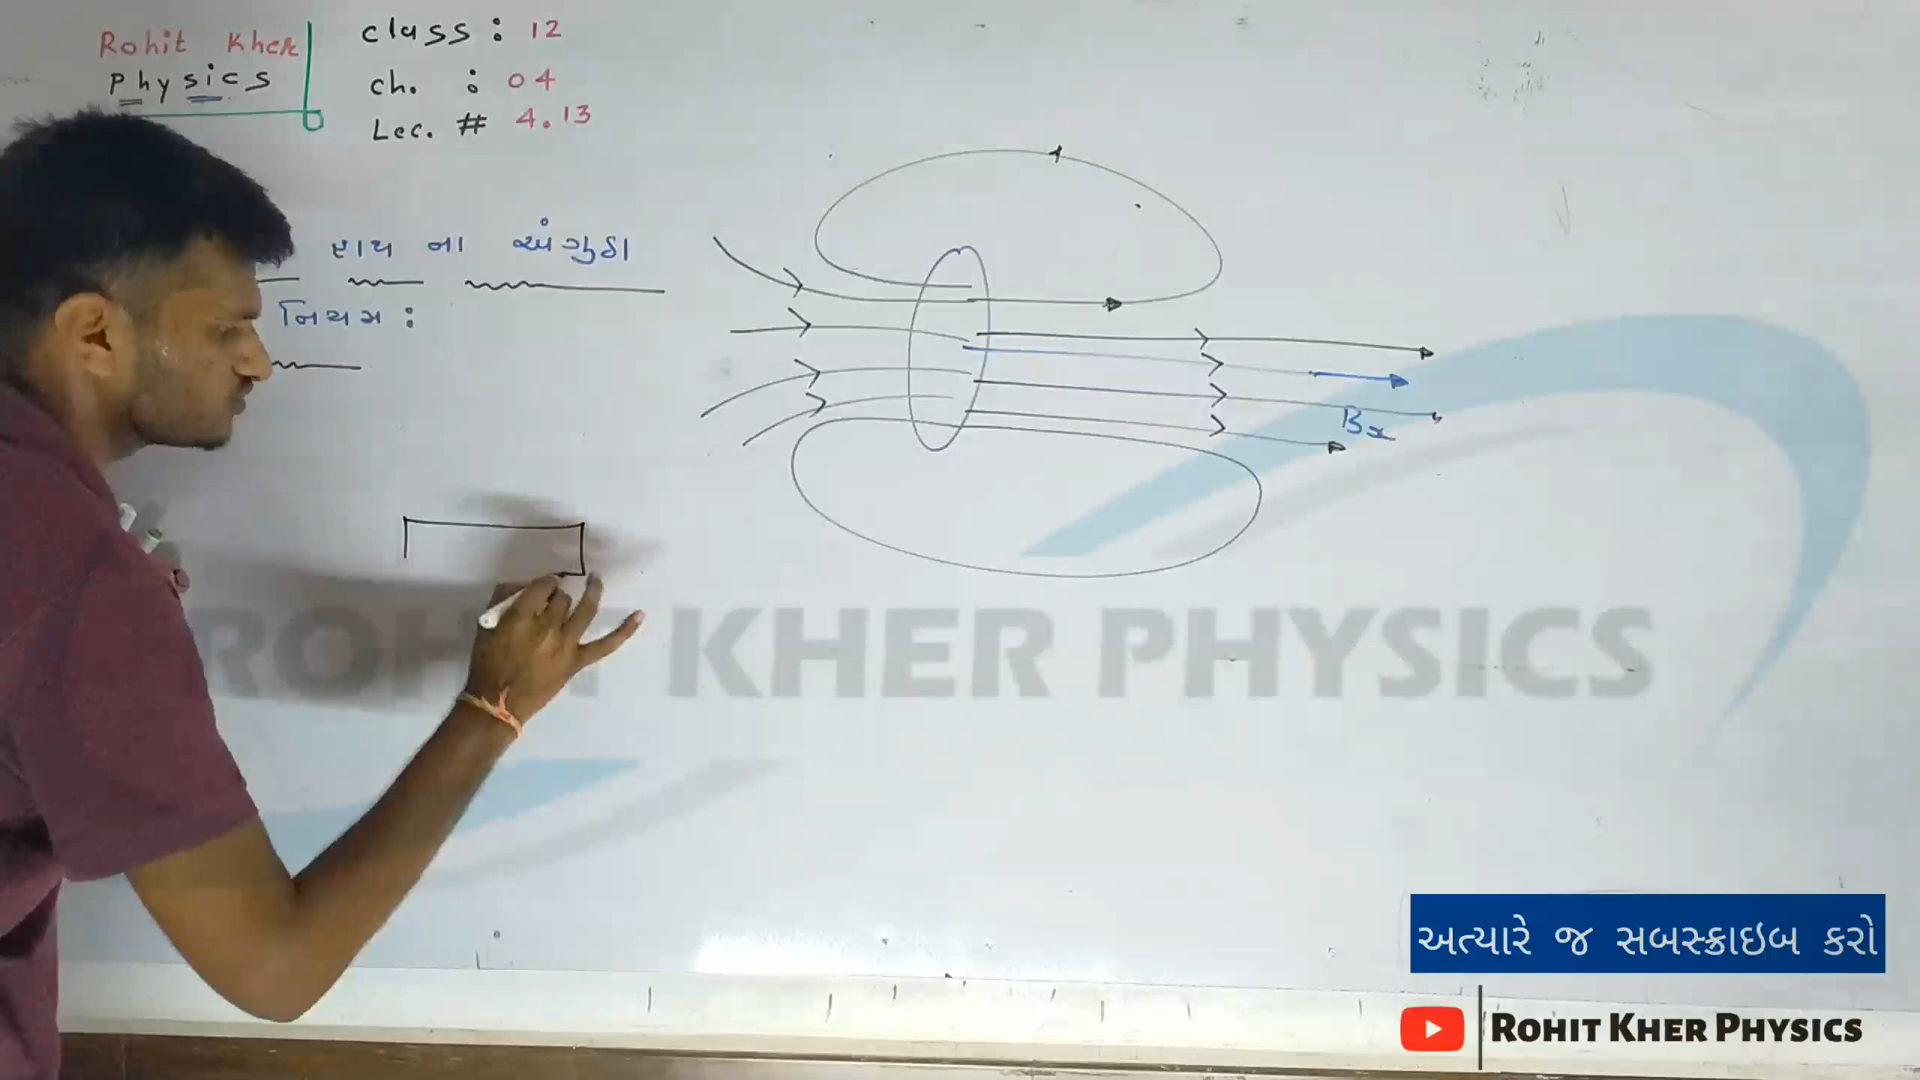 Rohit Kher
Physics
class : 12
ch. : 04
Lec. # 4.13
હાથ ના અંગુઠા
નિયમ :
Bx
ROHIT KHER PHYSICS
અત્યારે જ સબસ્ક્રાઇબ કરો
ROHIT KHER PHYSICS